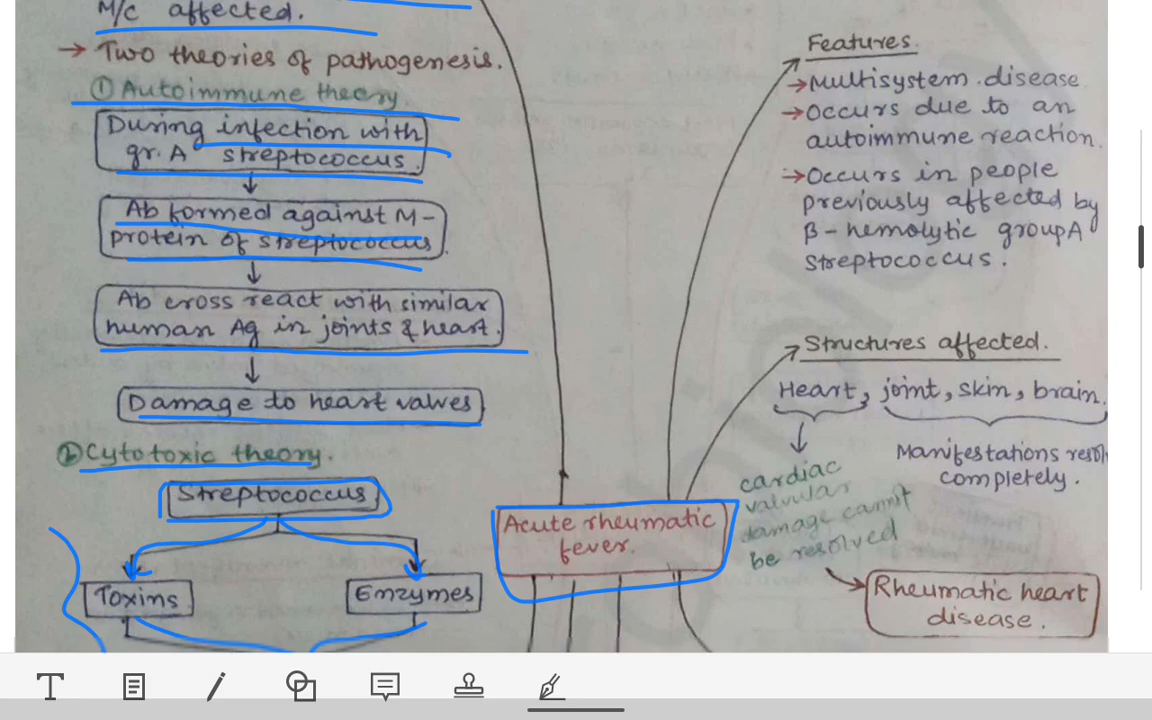 M/c affected.
→ Two theories of pathogenesis.
① Autoimmune theory.
During infection with
gr. A streptococcus.
↓
Ab formed against M-
protein of streptococcus.
↓
Ab cross react with similar
human Ag in joints & heart.
↓
Damage to heart valves
② Cytotoxic theory.
Streptococcus
Toxins
Enzymes
Acute rheumatic
fever.
Features.
→ Multisystem disease
→ Occurs due to an
autoimmune reaction.
→ Occurs in people
previously affected by
β-hemolytic group A
streptococcus.
Structures affected.
Heart, joint, skin, brain.
Manifestations
completely.
cardiac
valvular
damage cannot
be resolved
Rheumatic heart
disease.
T